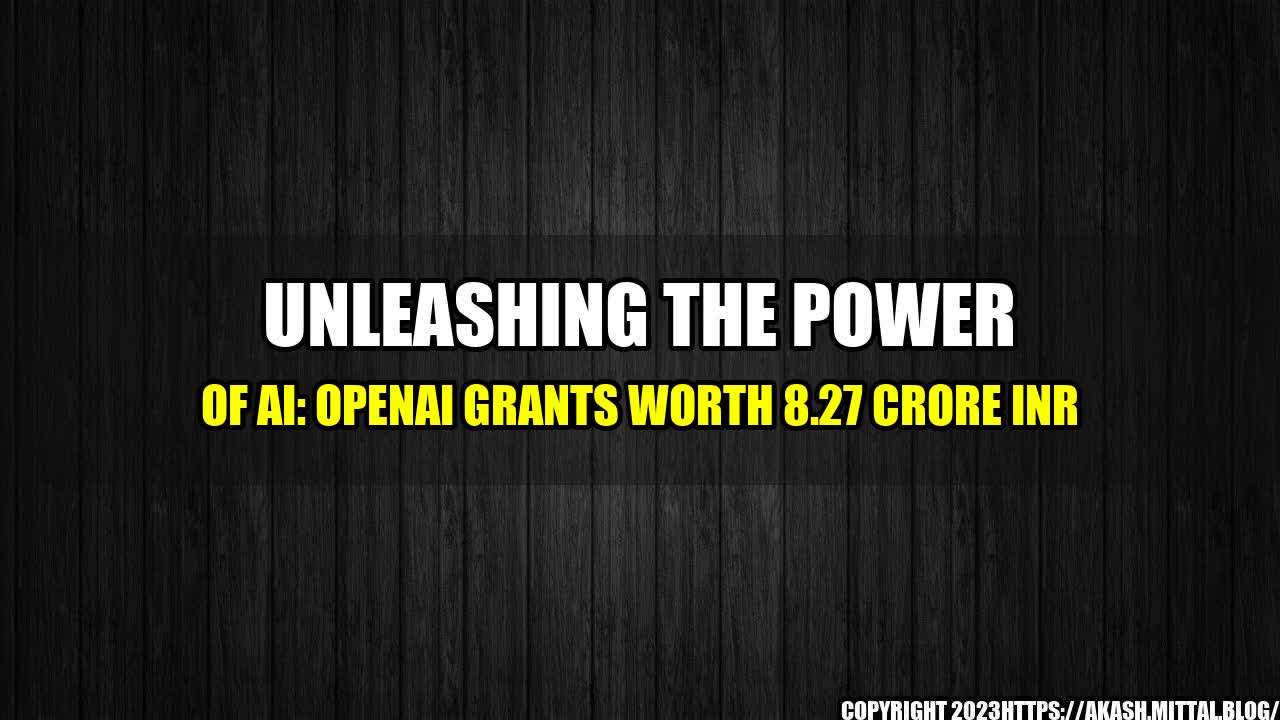 UNLEASHING THE POWER
OF AI: OPENAI GRANTS WORTH 8.27 CRORE INR
COPYRIGHT 2023HTTPS://AKASH.MITTAL.BLOG/